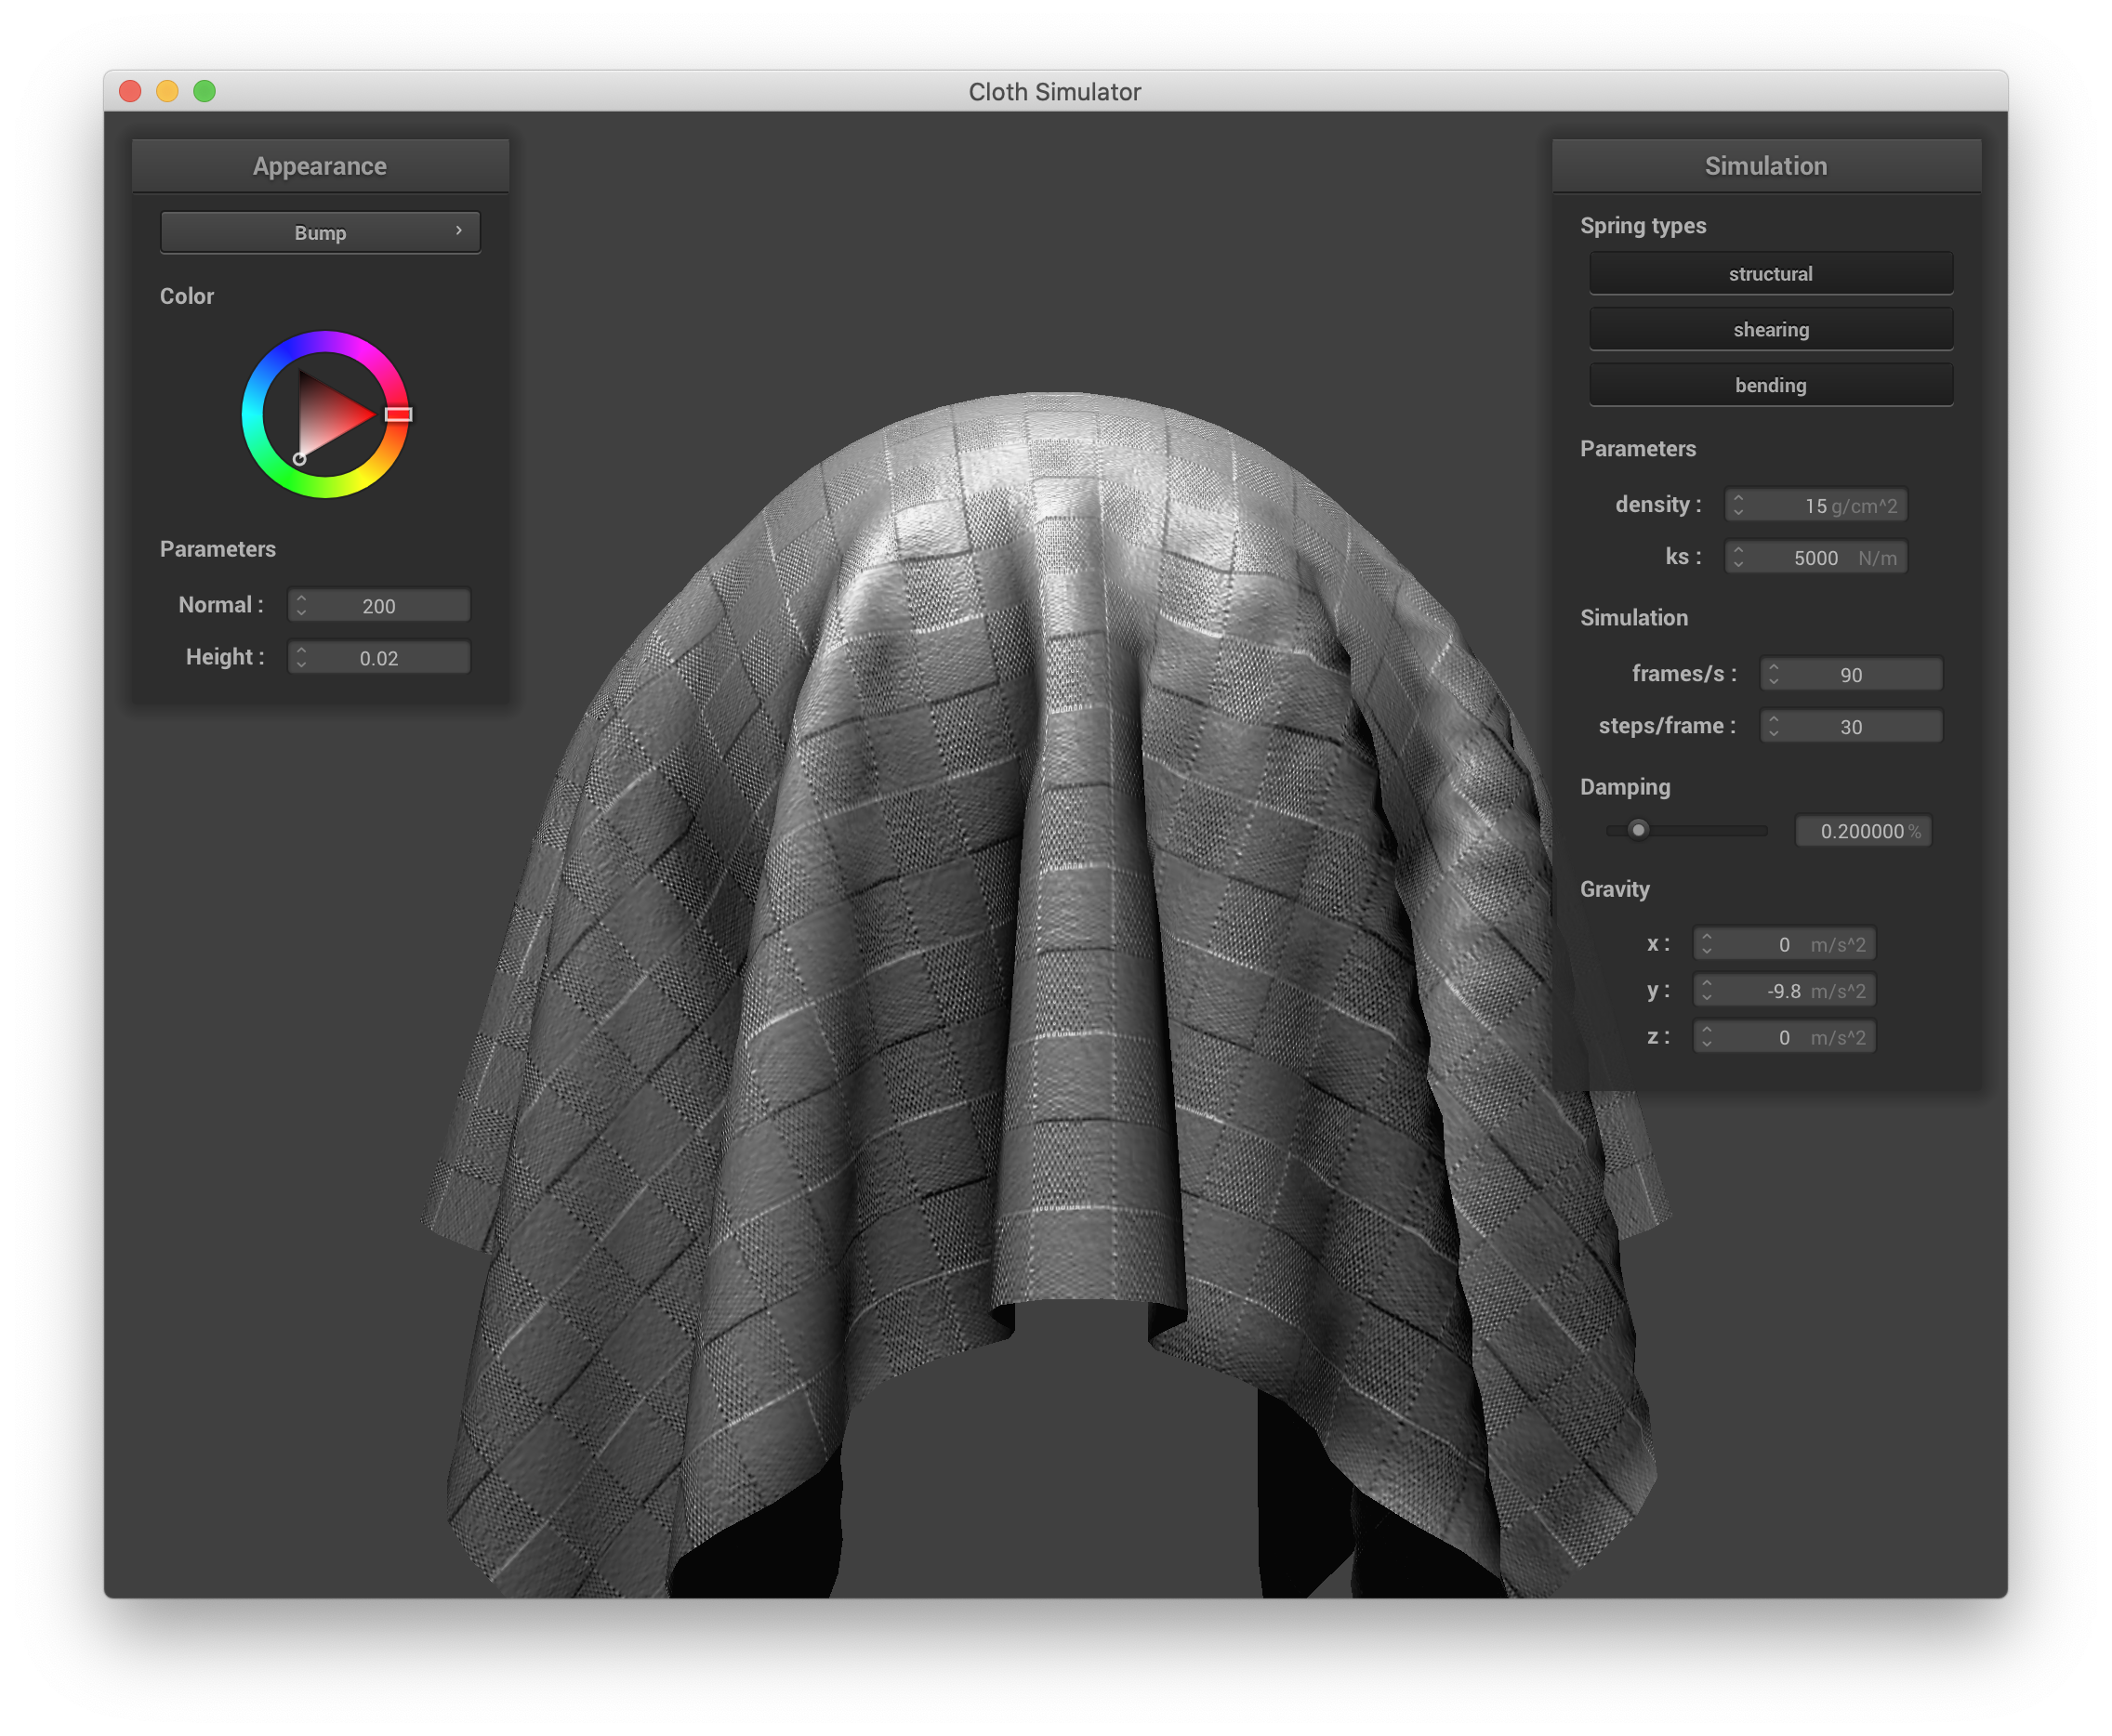 Cloth Simulator
Appearance
Bump
Color
Parameters
Normal : 200
Height : 0.02
Simulation
Spring types
structural
shearing
bending
Parameters
density : 15 g/cm^2
ks : 5000 N/m
Simulation
frames/s : 90
steps/frame : 30
Damping
0.200000 %
Gravity
x : 0 m/s^2
y : -9.8 m/s^2
z : 0 m/s^2